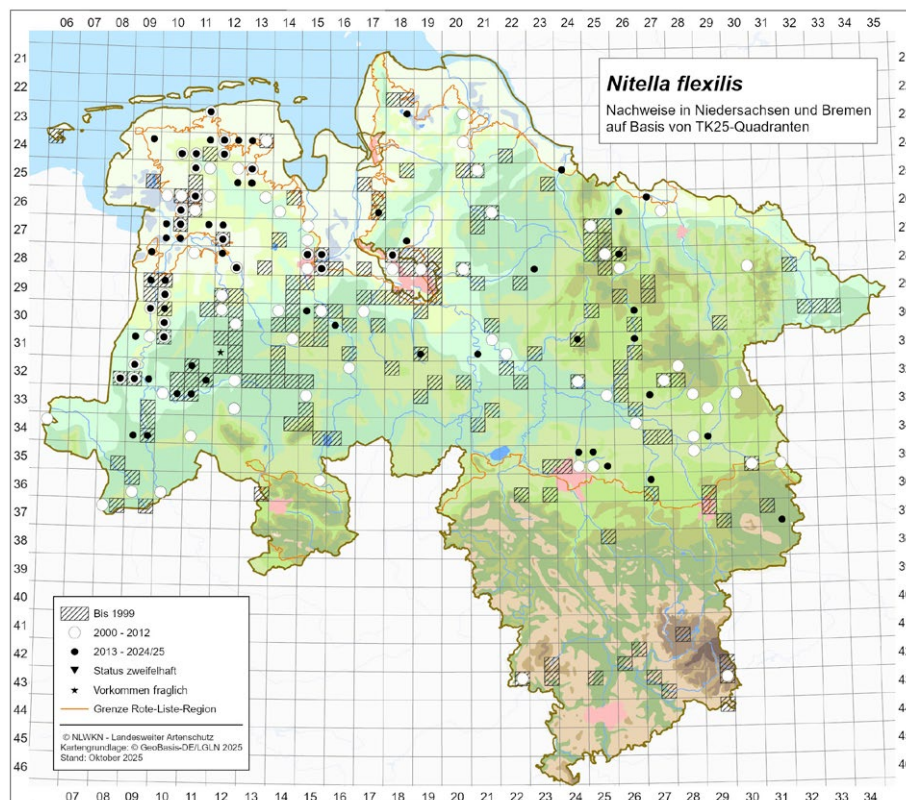 06 07 08 09 10 11 12 13 14 15 16 17 18 19 20 21 22 23 24 25 26 27 28 29 30 31 32 33 34 35
21
22
23
24
25
26
27
28
29
30
31
32
33
34
35
36
37
38
39
40
41
42
43
44
45
46
Nitella flexilis
Nachweise in Niedersachsen und Bremen
auf Basis von TK25-Quadranten
Bis 1999
2000 - 2012
2013 - 2024/25
Status zweifelhaft
Vorkommen fraglich
Grenze Rote-Liste-Region
© NLWKN - Landesweiter Artenschutz
Kartengrundlage: © GeoBasis-DE/LGLN 2025
Stand: Oktober 2025
07 08 09 10 11 12 13 14 15 16 17 18 19 20 21 22 23 24 25 26 27 28 29 30 31 32 33 34